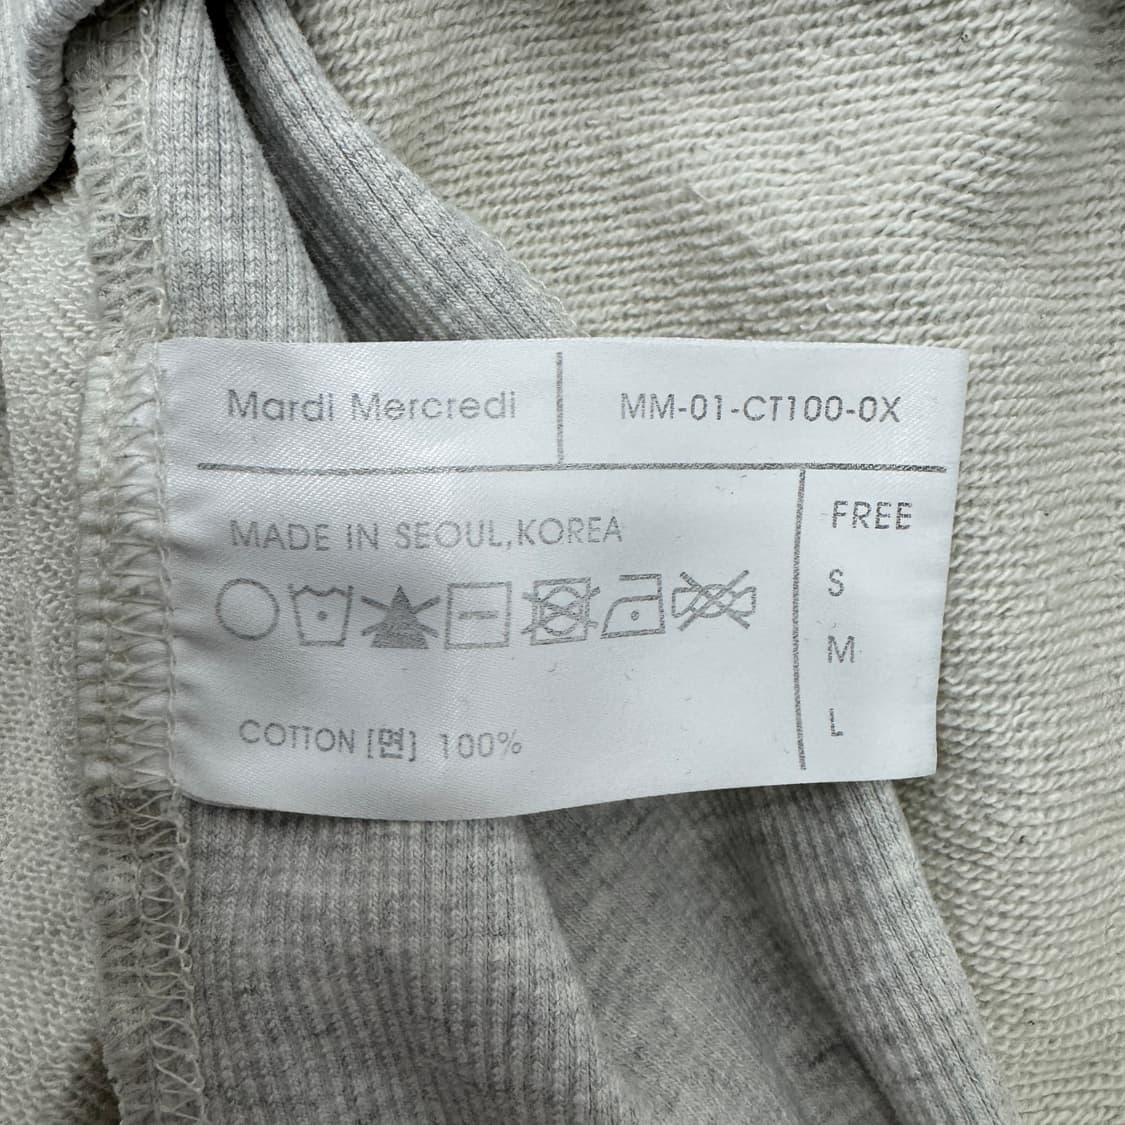 Mardi Mercredi
MM-01-CT100-0X
MADE IN SEOUL,KOREA
COTTON [면] 100%
FREE
S
M
L